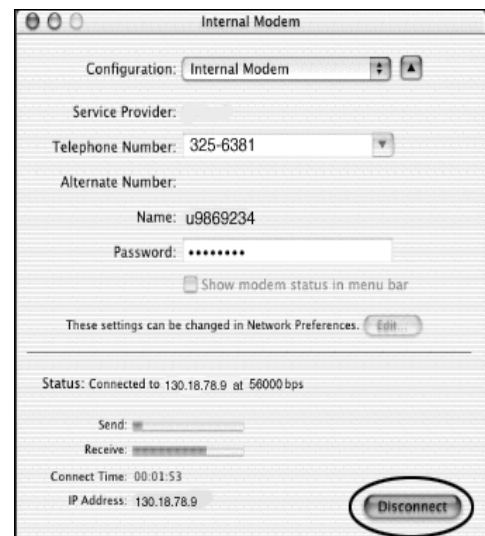 Internal Modem
Configuration: Internal Modem
Service Provider:
Telephone Number: 325-6381
Alternate Number:
Name: u9869234
Password: ••••••••
Show modem status in menu bar
These settings can be changed in Network Preferences. Edit...
Status: Connected to 130.18.78.9 at 56000 bps
Send:
Receive:
Connect Time: 00:01:53
IP Address: 130.18.78.9
Disconnect